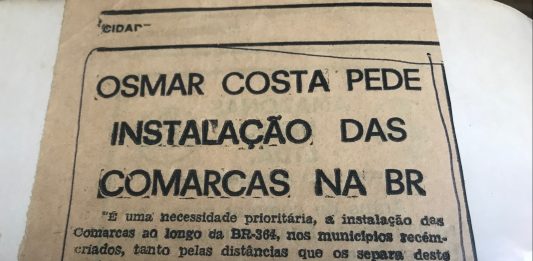 CIDAD
OSMAR COSTA PEDE
INSTALAÇÃO DAS
COMARCAS NA BR
"É uma necessidade prioritária, a instalação das
Comarcas ao longo da BR-364, nos municípios recém-
criados, tanto pelas distâncias que os separa deste